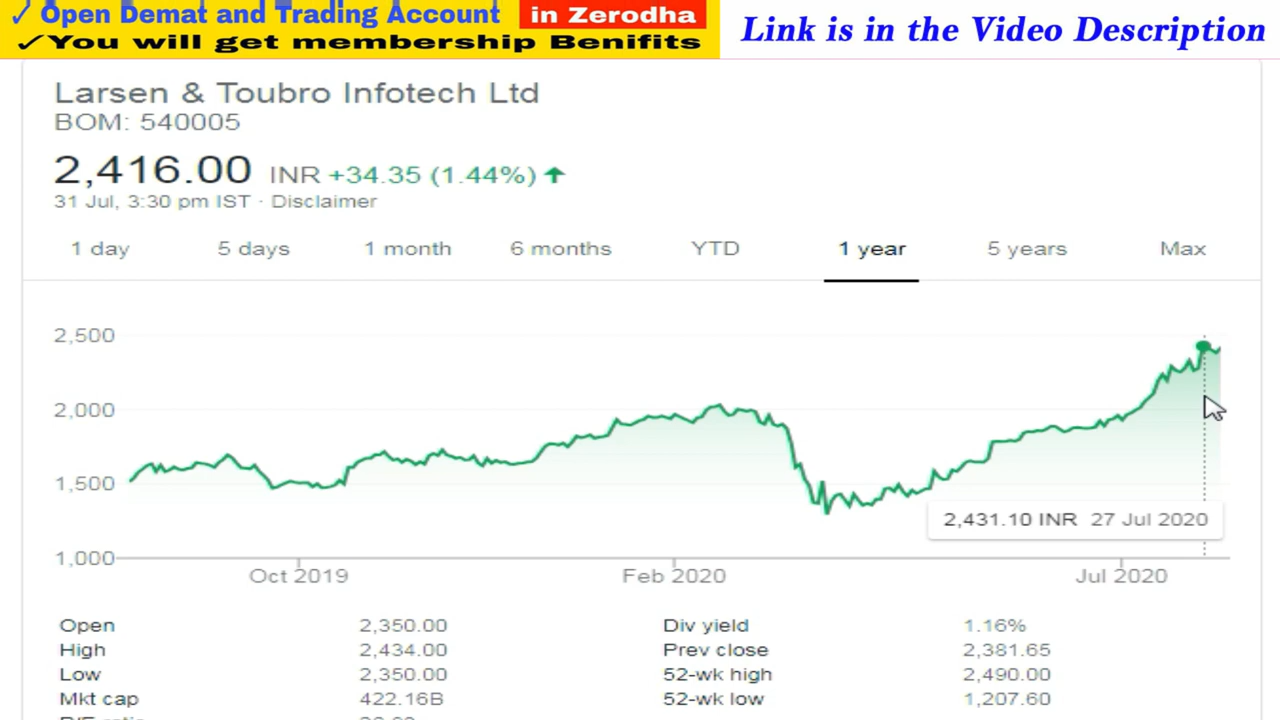 ✓ Open Demat and Trading Account in Zerodha
✓You will get membership Benifits
Link is in the Video Description
Larsen & Toubro Infotech Ltd
BOM: 540005
2,416.00 INR +34.35 (1.44%) ↑
31 Jul, 3:30 pm IST · Disclaimer
1 day 5 days 1 month 6 months YTD 1 year 5 years Max
2,500
2,000
1,500
2,431.10 INR 27 Jul 2020
1,000
Oct 2019 Feb 2020 Jul 2020
Open 2,350.00 Div yield 1.16%
High 2,434.00 Prev close 2,381.65
Low 2,350.00 52-wk high 2,490.00
Mkt cap 422.16B 52-wk low 1,207.60